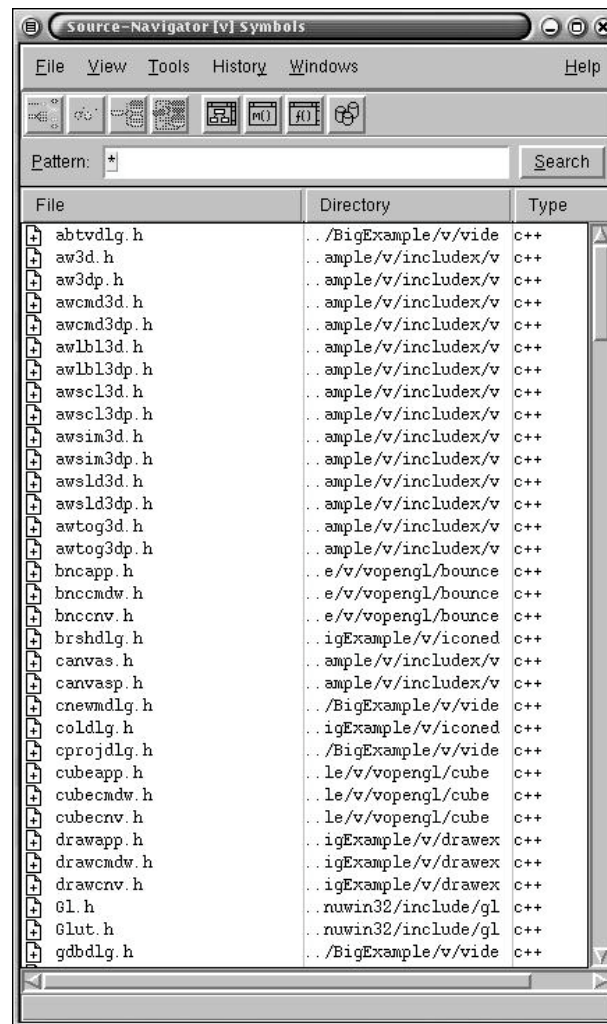 Source-Navigator [v] Symbols
File View Tools History Windows Help
M() f()
Pattern: * Search
File Directory Type
abtvdlg.h ../BigExample/v/vide c++
aw3d.h ..ample/v/includex/v c++
aw3dp.h ..ample/v/includex/v c++
awcmd3d.h ..ample/v/includex/v c++
awcmd3dp.h ..ample/v/includex/v c++
awlbl3d.h ..ample/v/includex/v c++
awlbl3dp.h ..ample/v/includex/v c++
awscl3d.h ..ample/v/includex/v c++
awscl3dp.h ..ample/v/includex/v c++
awsim3d.h ..ample/v/includex/v c++
awsim3dp.h ..ample/v/includex/v c++
awsld3d.h ..ample/v/includex/v c++
awsld3dp.h ..ample/v/includex/v c++
awtog3d.h ..ample/v/includex/v c++
awtog3dp.h ..ample/v/includex/v c++
bncapp.h ..e/v/vopengl/bounce c++
bnccmdw.h ..e/v/vopengl/bounce c++
bnccnv.h ..e/v/vopengl/bounce c++
brshdlg.h ..igExample/v/iconed c++
canvas.h ..ample/v/includex/v c++
canvasp.h ..ample/v/includex/v c++
cnewmdlg.h ../BigExample/v/vide c++
coldlg.h ..igExample/v/iconed c++
cprojdlg.h ../BigExample/v/vide c++
cubeapp.h ..le/v/vopengl/cube c++
cubecmdw.h ..le/v/vopengl/cube c++
cubecnv.h ..le/v/vopengl/cube c++
drawapp.h ..igExample/v/drawex c++
drawcmdw.h ..igExample/v/drawex c++
drawcnv.h ..igExample/v/drawex c++
Gl.h ..nuwin32/include/gl c++
Glut.h ..nuwin32/include/gl c++
gdbdlg.h ../BigExample/v/vide c++